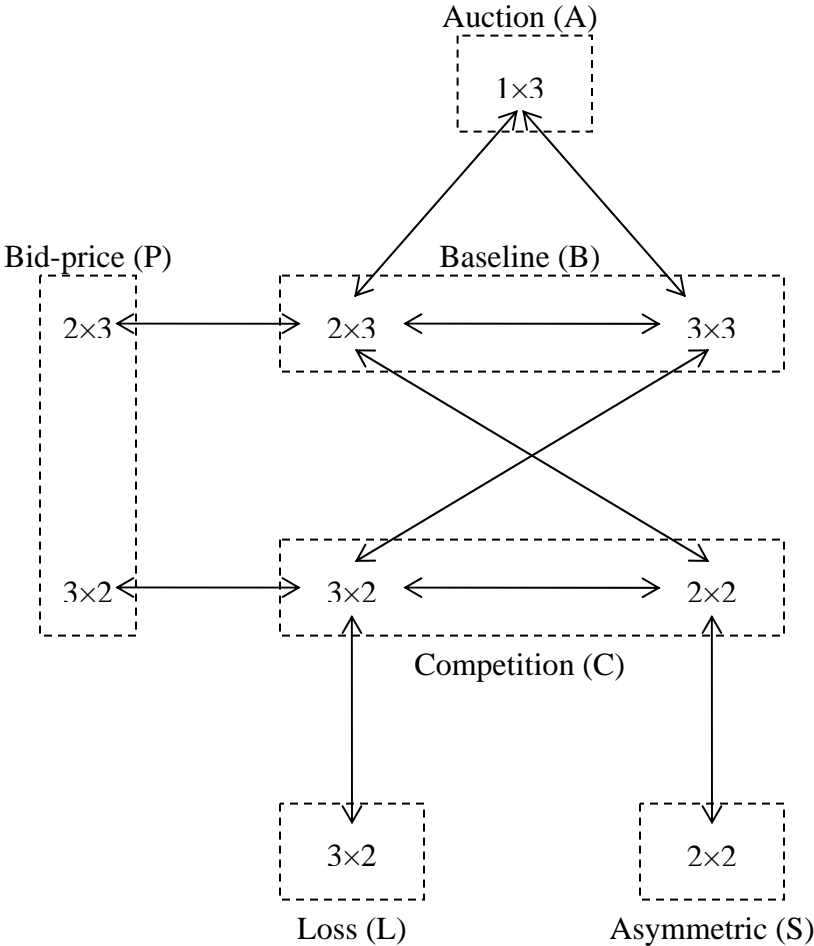 Auction (A)
1×3
Bid-price (P)
Baseline (B)
2×3
2×3
3×3
3×2
3×2
2×2
Competition (C)
3×2
2×2
Loss (L)
Asymmetric (S)